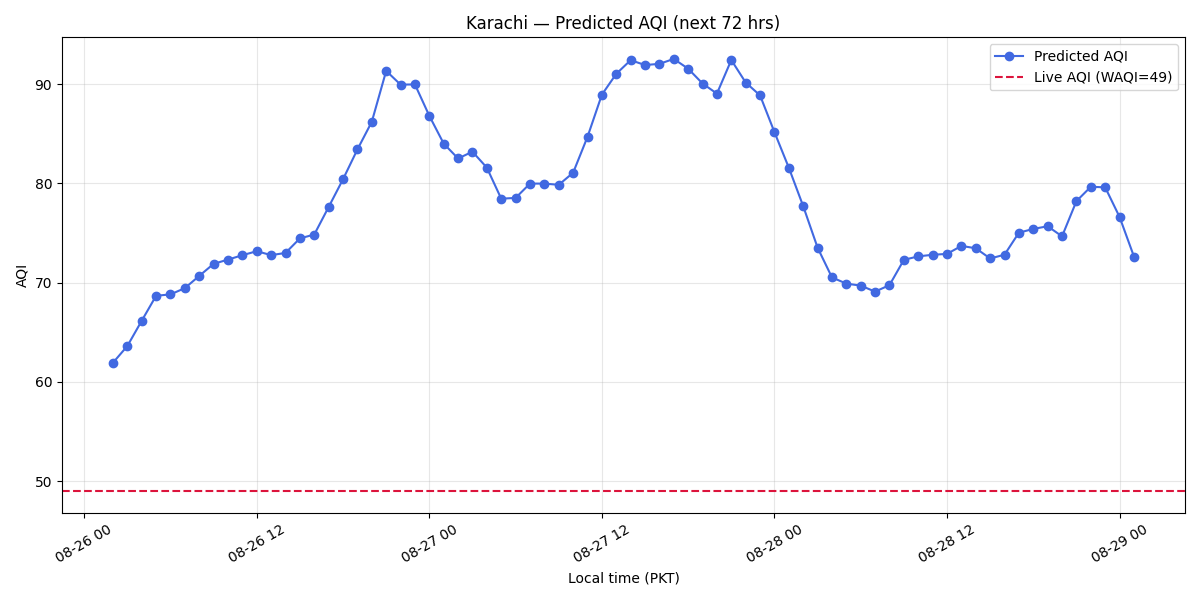 Karachi — Predicted AQI (next 72 hrs)
Predicted AQI
Live AQI (WAQI=49)
AQI
90
80
70
60
50
08-26 00
08-26 12
08-27 00
08-27 12
08-28 00
08-28 12
08-29 00
Local time (PKT)